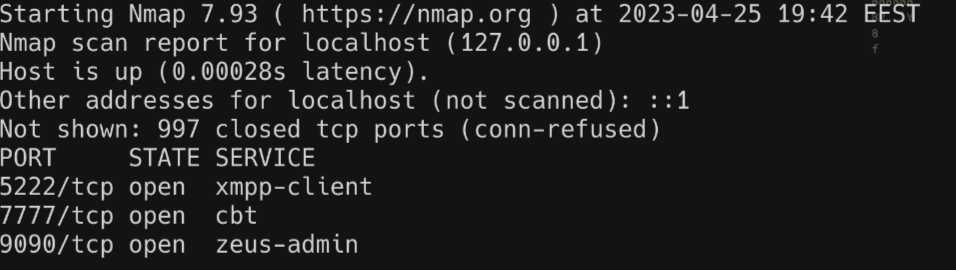 Starting Nmap 7.93 ( https://nmap.org ) at 2023-04-25 19:42 EEST
Nmap scan report for localhost (127.0.0.1)
Host is up (0.00028s latency).
Other addresses for localhost (not scanned): ::1
Not shown: 997 closed tcp ports (conn-refused)
PORT     STATE SERVICE
5222/tcp open  xmpp-client
7777/tcp open  cbt
9090/tcp open  zeus-admin